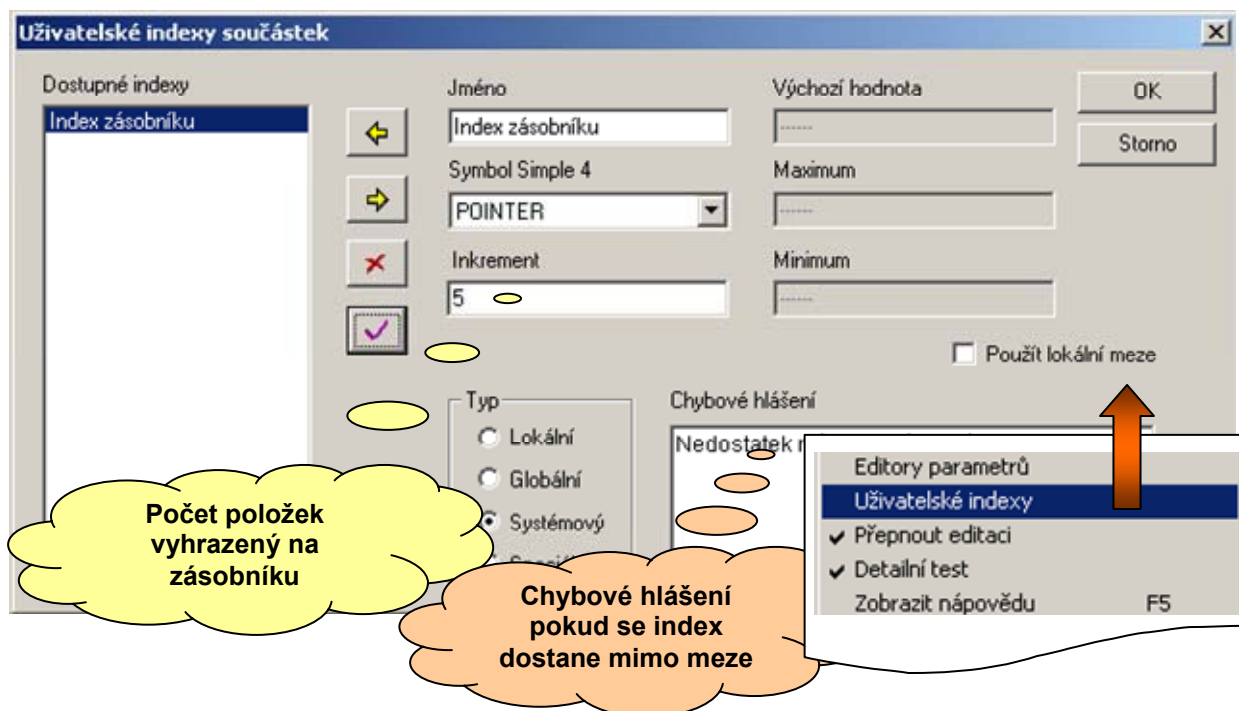 Uživatelské indexy součástek
Dostupné indexy
Index zásobníku
Jméno
Index zásobníku
Symbol Simple 4
POINTER
Inkrement
5
Výchozí hodnota
------
Maximum
------
Minimum
------
OK
Storno
Použít lokální meze
Typ
Lokální
Globální
Systémový
Chybové hlášení
Nedostatek
Počet položek
vyhrazený na
zásobníku
Chybové hlášení
pokud se index
dostane mimo meze
Editory parametrů
Uživatelské indexy
Přepnout editaci
Detailní test
Zobrazit nápovědu F5